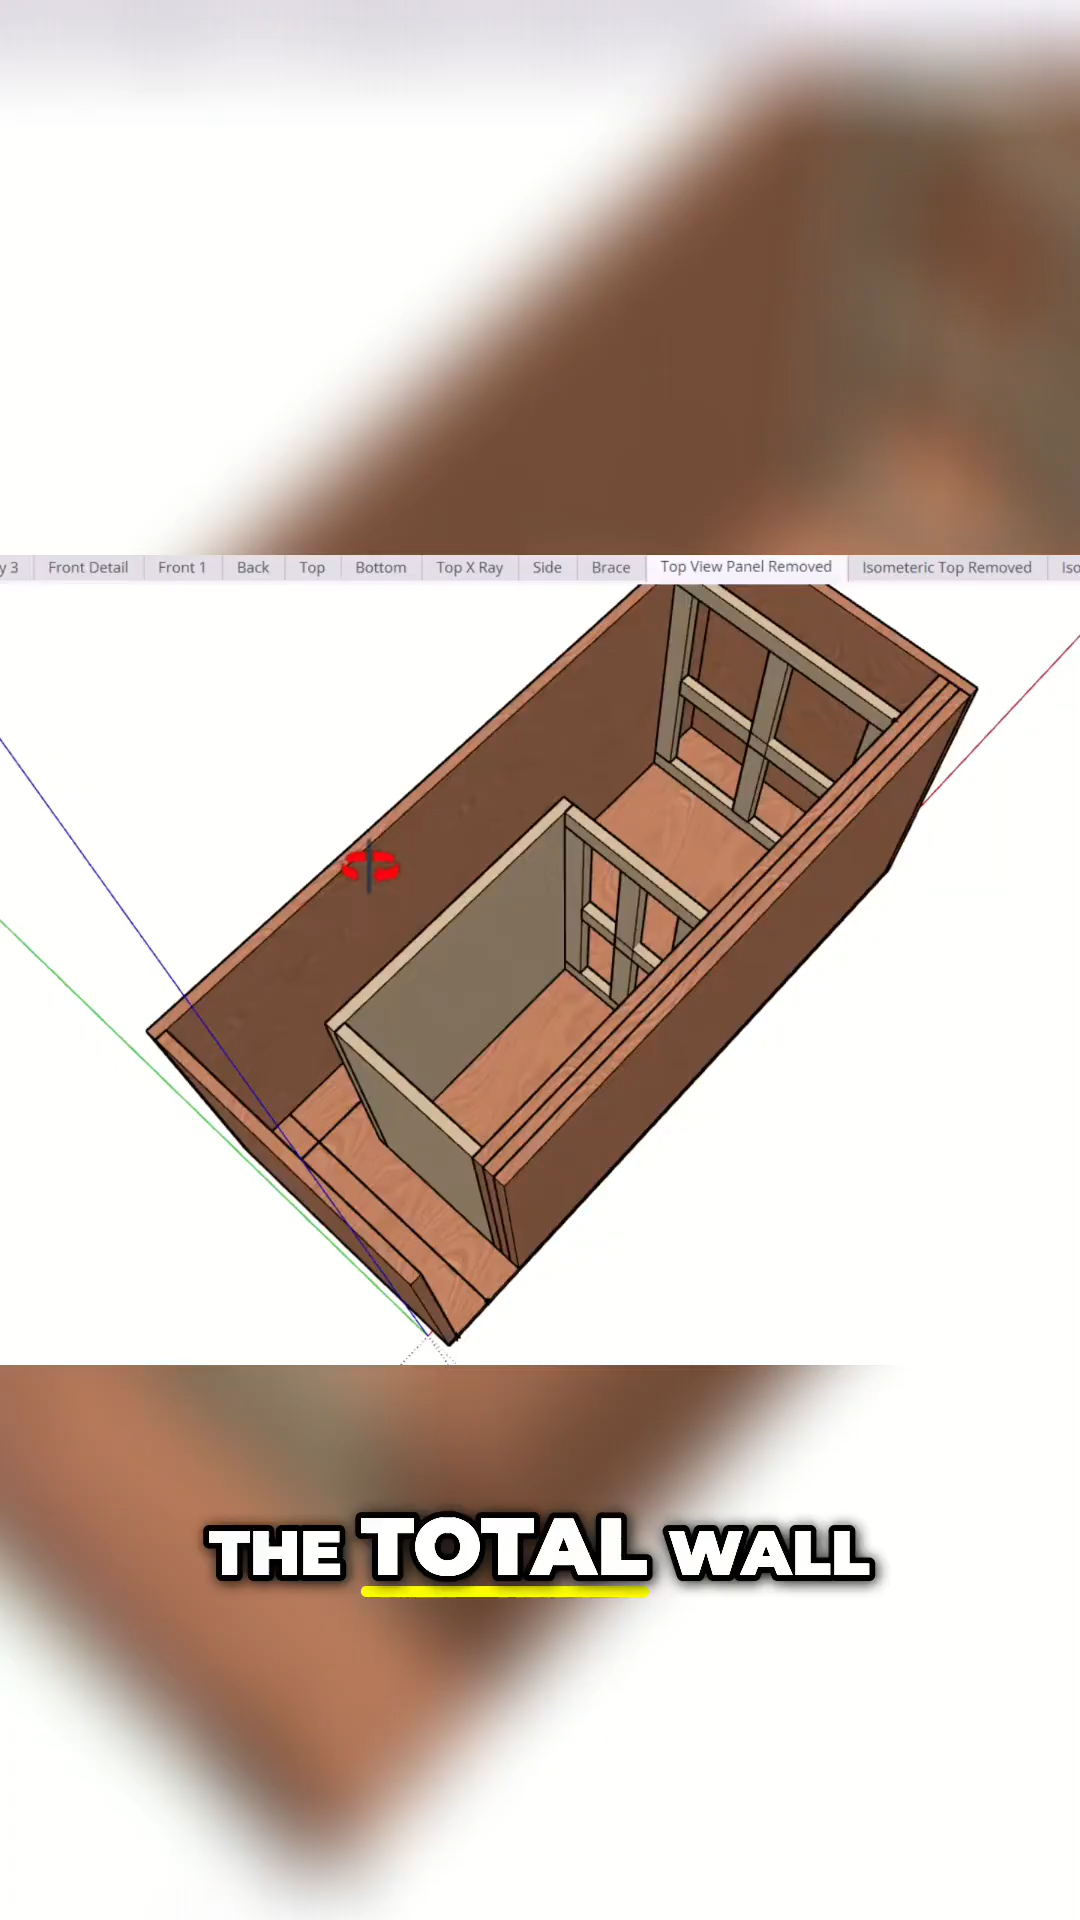 y 3 Front Detail Front 1 Back Top Bottom Top X Ray Side Brace Top View Panel Removed Isometeric Top Removed Iso
THE TOTAL WALL